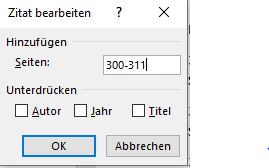 Zitat bearbeiten ? ×
Hinzufügen
Seiten: 300-311
Unterdrücken
Autor Jahr Titel
OK Abbrechen